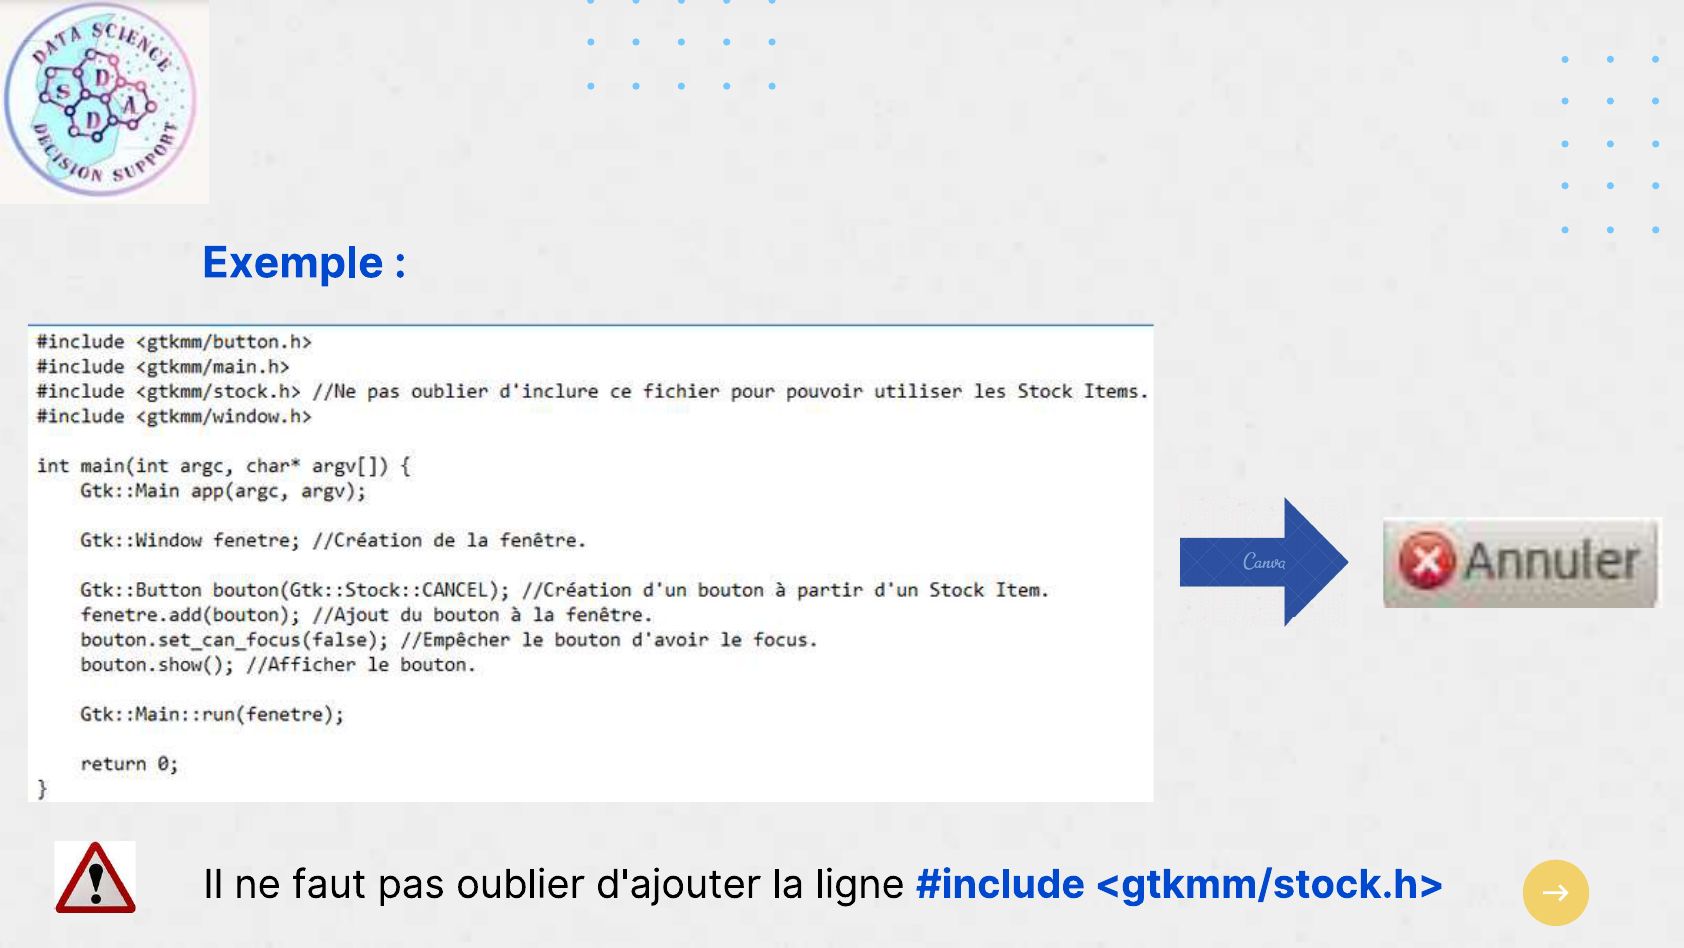 DATA SCIENCE
S D D A
DECISION SUPPORT
Exemple :
#include <gtkmm/button.h>
#include <gtkmm/main.h>
#include <gtkmm/stock.h> //Ne pas oublier d'inclure ce fichier pour pouvoir utiliser les Stock Items.
#include <gtkmm/window.h>
int main(int argc, char* argv[]) {
Gtk::Main app(argc, argv);
Gtk::Window fenetre; //Création de la fenêtre.
Gtk::Button bouton(Gtk::Stock::CANCEL); //Création d'un bouton à partir d'un Stock Item.
fenetre.add(bouton); //Ajout du bouton à la fenêtre.
bouton.set_can_focus(false); //Empêcher le bouton d'avoir le focus.
bouton.show(); //Afficher le bouton.
Gtk::Main::run(fenetre);
return 0;
}
Canva
Annuler
Il ne faut pas oublier d'ajouter la ligne #include <gtkmm/stock.h>